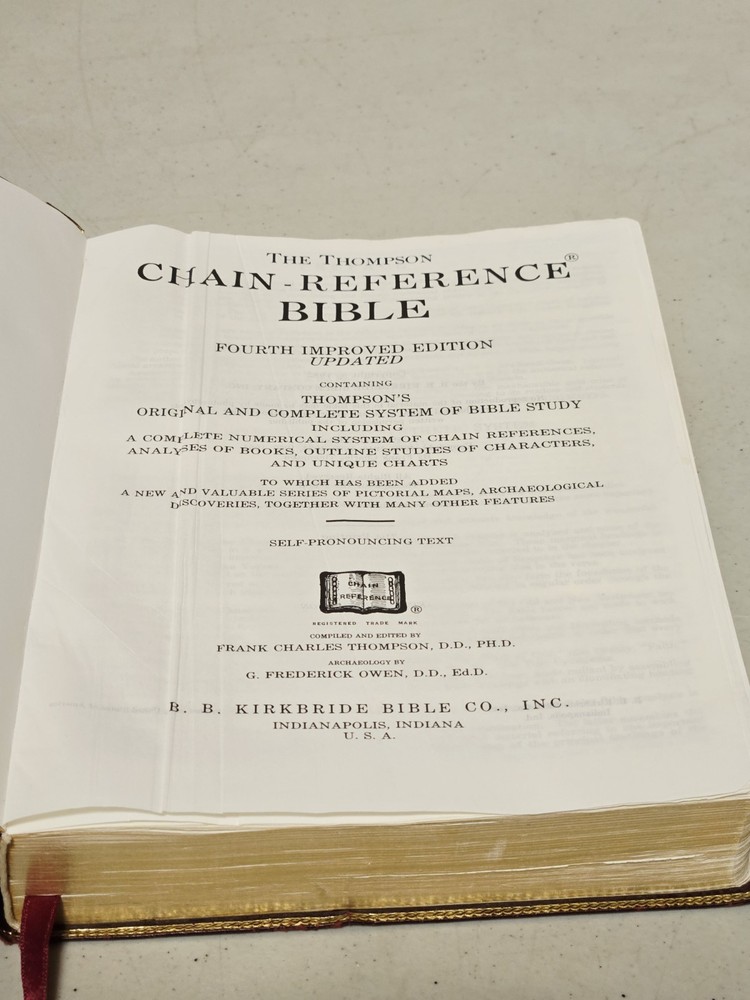 THE THOMPSON
CHAIN-REFERENCE®
BIBLE
FOURTH IMPROVED EDITION
UPDATED
CONTAINING
THOMPSON'S
ORIGINAL AND COMPLETE SYSTEM OF BIBLE STUDY
INCLUDING
A COMPLETE NUMERICAL SYSTEM OF CHAIN REFERENCES,
ANALYSES OF BOOKS, OUTLINE STUDIES OF CHARACTERS,
AND UNIQUE CHARTS
TO WHICH HAS BEEN ADDED
A NEW AND VALUABLE SERIES OF PICTORIAL MAPS, ARCHAEOLOGICAL
DISCOVERIES, TOGETHER WITH MANY OTHER FEATURES
SELF-PRONOUNCING TEXT
CHAIN
REFERENCE
®
REGISTERED TRADE MARK
COMPILED AND EDITED BY
FRANK CHARLES THOMPSON, D.D., PH.D.
ARCHAEOLOGY BY
G. FREDERICK OWEN, D.D., Ed.D.
B. B. KIRKBRIDE BIBLE CO., INC.
INDIANAPOLIS, INDIANA
U. S. A.